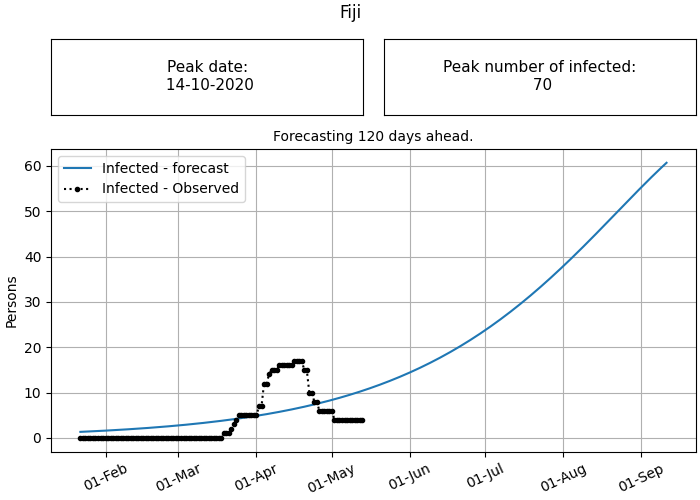 Fiji
Peak date:
14-10-2020
Peak number of infected:
70
Forecasting 120 days ahead.
Infected - forecast
Infected - Observed
Persons
60
50
40
30
20
10
0
01-Feb
01-Mar
01-Apr
01-May
01-Jun
01-Jul
01-Aug
01-Sep